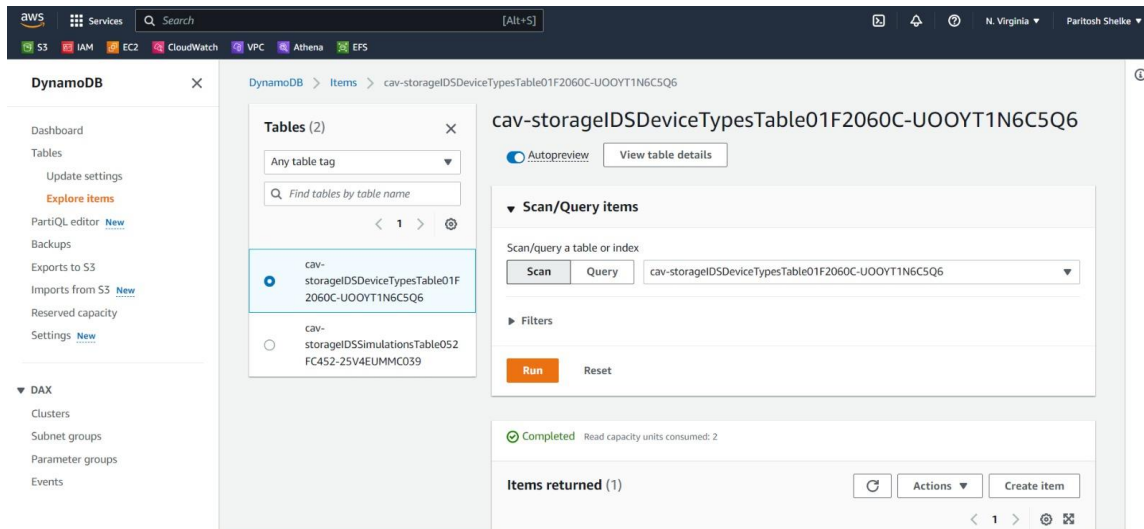 aws
Services
Search
[Alt+S]
N. Virginia ▼
Paritosh Shelke ▼
S3
IAM
EC2
CloudWatch
VPC
Athena
EFS
DynamoDB
Dashboard
Tables
Update settings
Explore items
PartiQL editor New
Backups
Exports to S3
Imports from S3 New
Reserved capacity
Settings New
▼ DAX
Clusters
Subnet groups
Parameter groups
Events
DynamoDB > Items > cav-storageIDSDeviceTypesTable01F2060C-UOOYT1N6C5Q6
Tables (2)
Any table tag
Find tables by table name
< 1 >
cav-
storageIDSDeviceTypesTable01F
2060C-UOOYT1N6C5Q6
cav-
storageIDSSimulationsTable052
FC452-25V4EUMMC039
cav-storageIDSDeviceTypesTable01F2060C-UOOYT1N6C5Q6
Autopreview
View table details
▼ Scan/Query items
Scan/query a table or index
Scan
Query
cav-storageIDSDeviceTypesTable01F2060C-UOOYT1N6C5Q6
▶ Filters
Run
Reset
Completed Read capacity units consumed: 2
Items returned (1)
Actions ▼
Create item
< 1 >